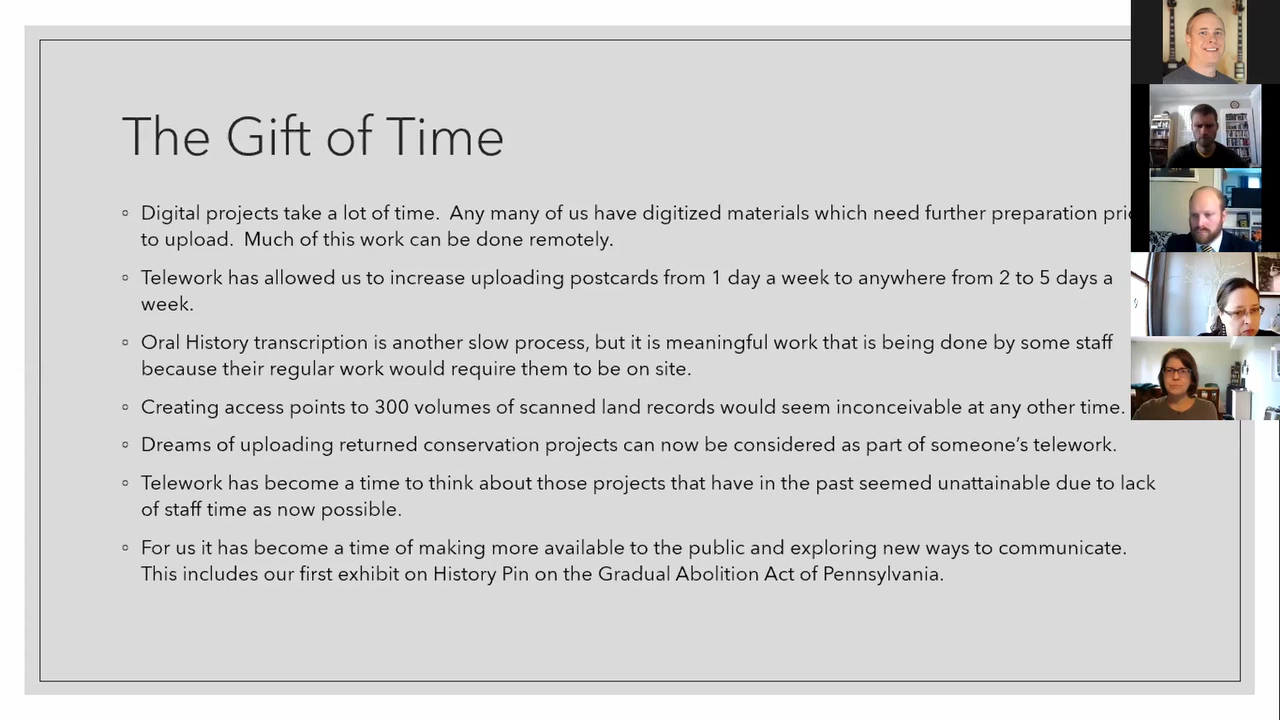 The Gift of Time
Digital projects take a lot of time.  Any many of us have digitized materials which need further preparation
to upload.  Much of this work can be done remotely.
Telework has allowed us to increase uploading postcards from 1 day a week to anywhere from 2 to 5 days a
week.
Oral History transcription is another slow process, but it is meaningful work that is being done by some staff
because their regular work would require them to be on site.
Creating access points to 300 volumes of scanned land records would seem inconceivable at any other time.
Dreams of uploading returned conservation projects can now be considered as part of someone's telework.
Telework has become a time to think about those projects that have in the past seemed unattainable due to lack
of staff time as now possible.
For us it has become a time of making more available to the public and exploring new ways to communicate.
This includes our first exhibit on History Pin on the Gradual Abolition Act of Pennsylvania.